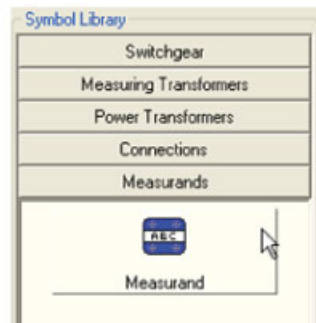 Symbol Library
Switchgear
Measuring Transformers
Power Transformers
Connections
Measurands
ABC
Measurand